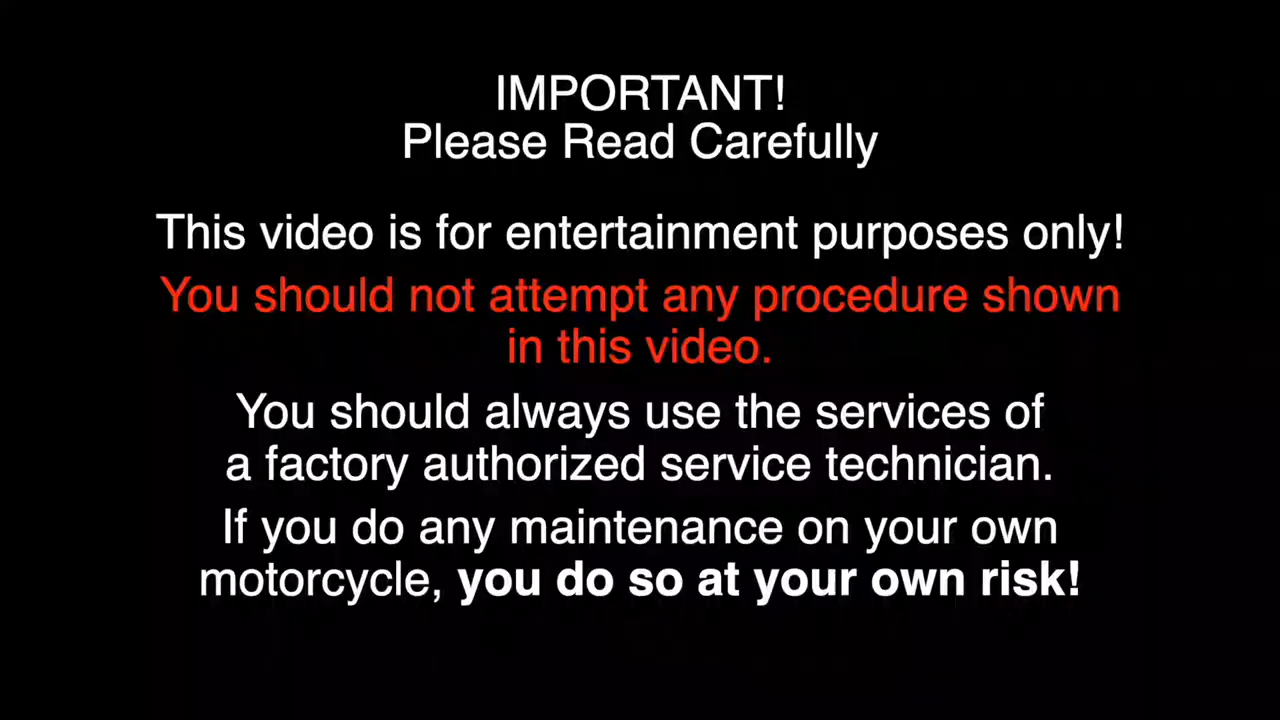 IMPORTANT!
Please Read Carefully
This video is for entertainment purposes only!
You should not attempt any procedure shown
in this video.
You should always use the services of
a factory authorized service technician.
If you do any maintenance on your own
motorcycle, you do so at your own risk!